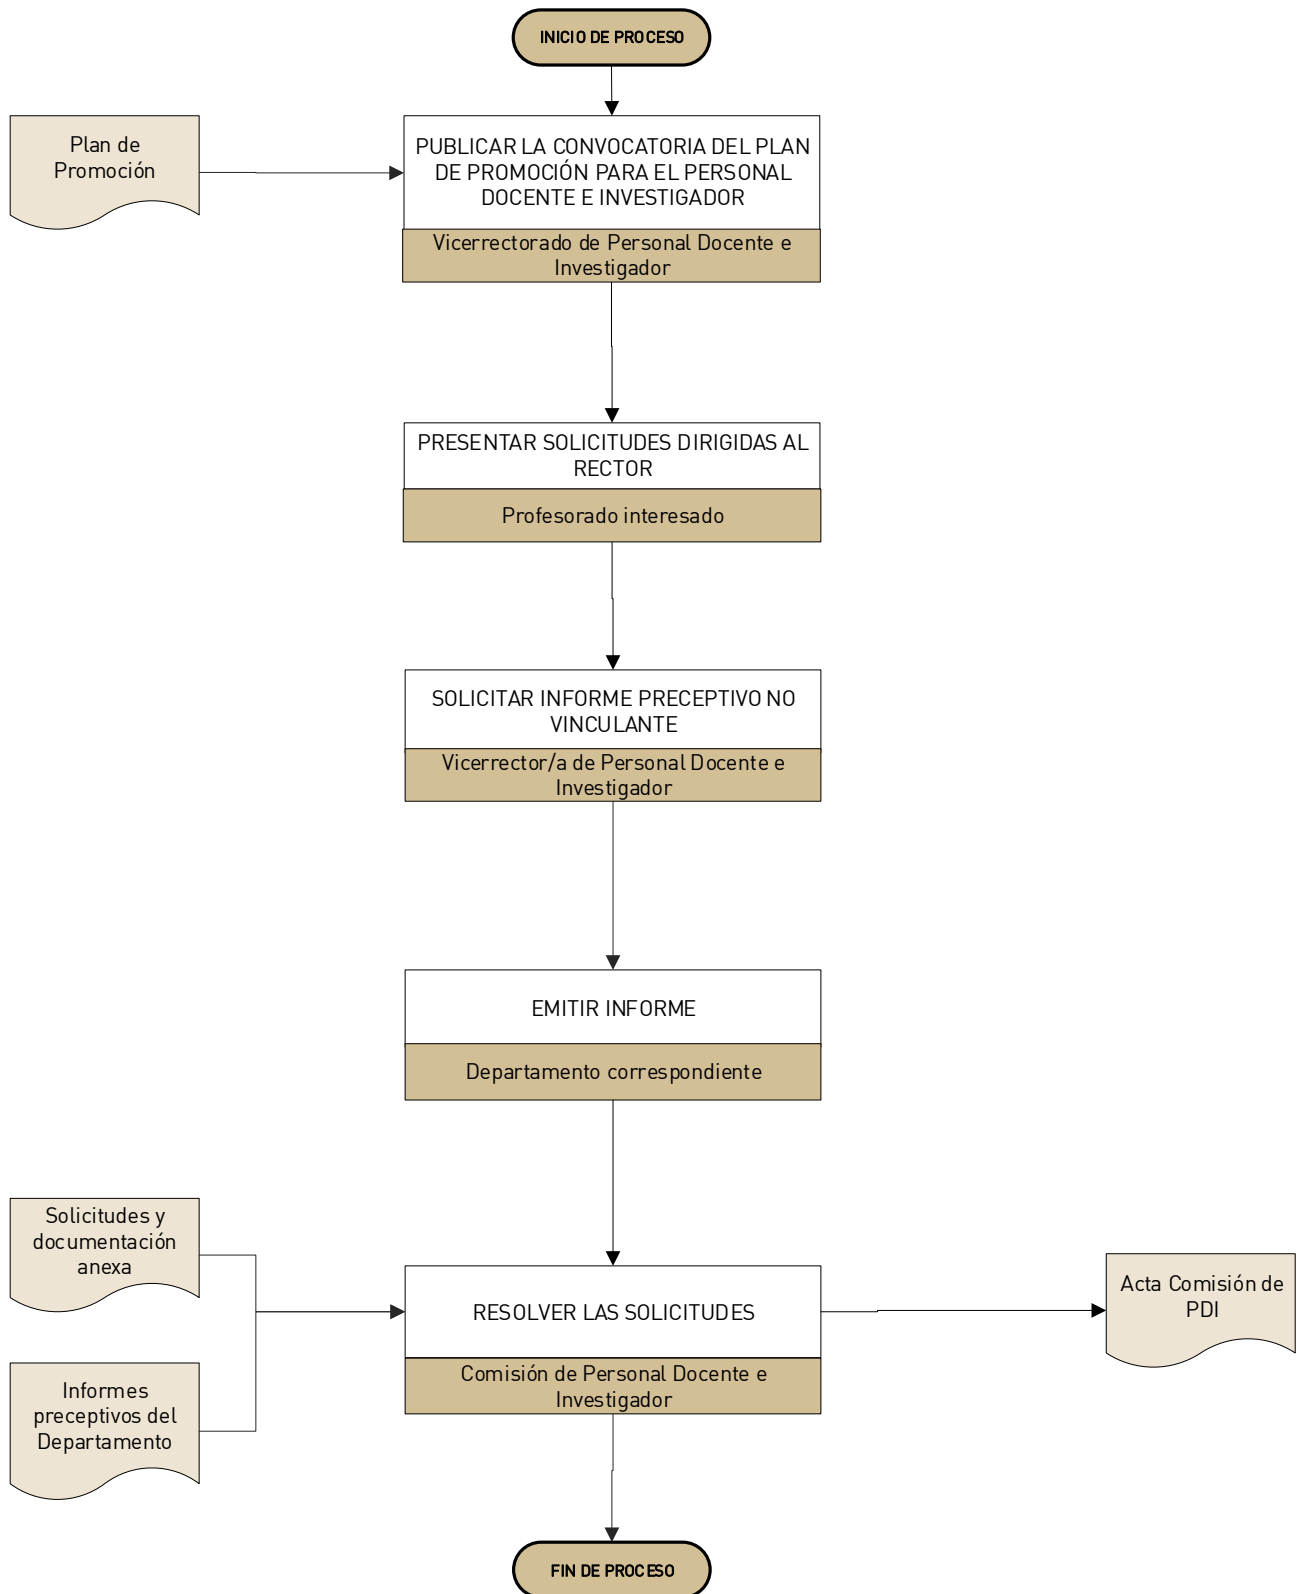 INICIO DE PROCESO
Plan de
Promoción
PUBLICAR LA CONVOCATORIA DEL PLAN
DE PROMOCIÓN PARA EL PERSONAL
DOCENTE E INVESTIGADOR
Vicerrectorado de Personal Docente e
Investigador
PRESENTAR SOLICITUDES DIRIGIDAS AL
RECTOR
Profesorado interesado
SOLICITAR INFORME PRECEPTIVO NO
VINCULANTE
Vicerrector/a de Personal Docente e
Investigador
EMITIR INFORME
Departamento correspondiente
Solicitudes y
documentación
anexa
Informes
preceptivos del
Departamento
RESOLVER LAS SOLICITUDES
Comisión de Personal Docente e
Investigador
Acta Comisión de
PDI
FIN DE PROCESO